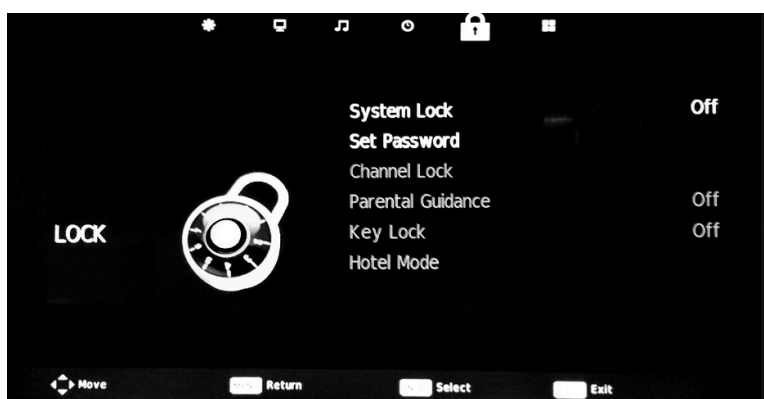 System Lock Off
Set Password
Channel Lock
Parental Guidance Off
LOCK
Key Lock Off
Hotel Mode
Move Return Select Exit